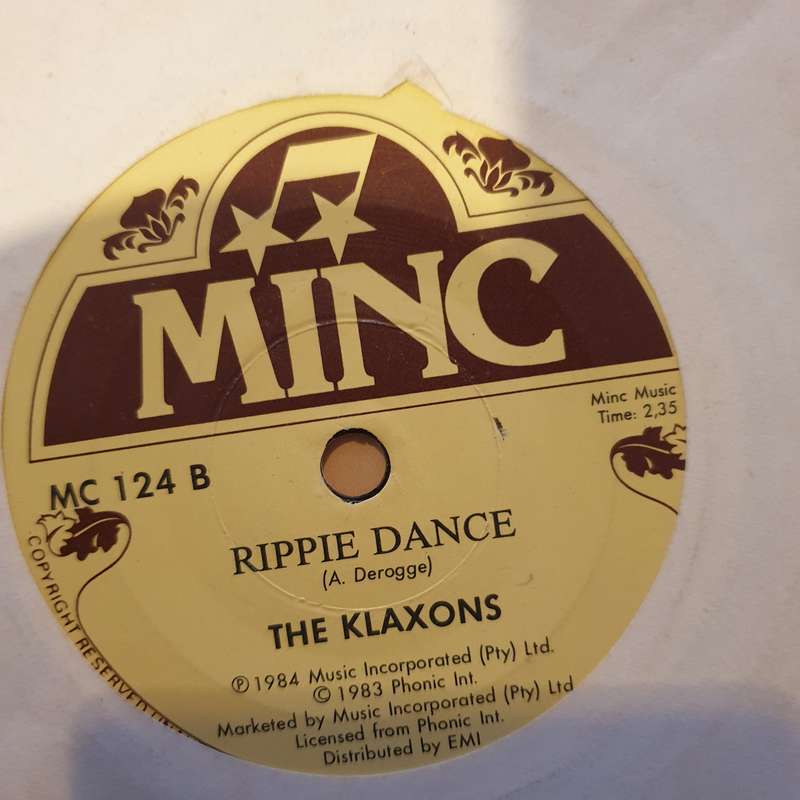 MINC
Minc Music
Time: 2,35
MC 124 B
RIPPIE DANCE
(A. Derogge)
THE KLAXONS
℗ 1984 Music Incorporated (Pty) Ltd.
© 1983 Phonic Int.
Marketed by Music Incorporated (Pty) Ltd
Licensed from Phonic Int.
Distributed by EMI
COPYRIGHT RESERVED